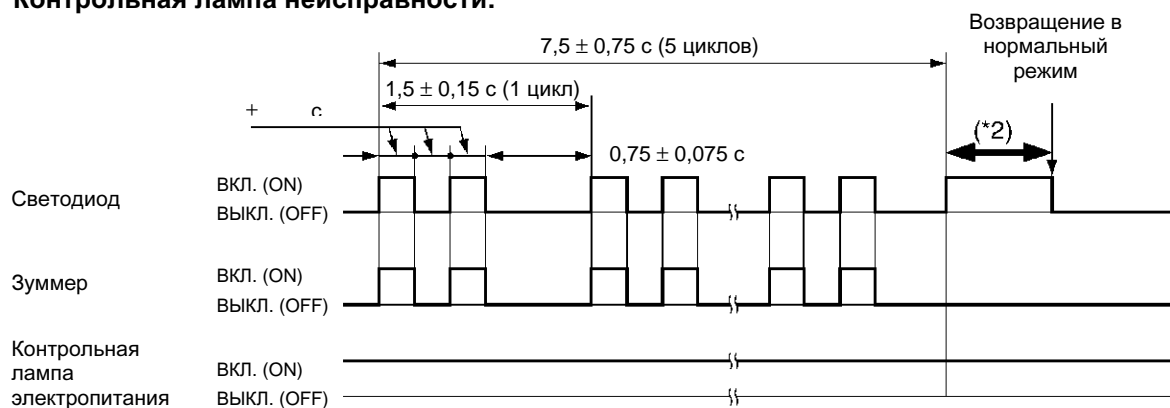 Контрольная лампа неисправности:
Возвращение в
нормальный
режим
7,5 ± 0,75 с (5 циклов)
1,5 ± 0,15 с (1 цикл)
+ с
(*2)
0,75 ± 0,075 с
Светодиод
ВКЛ. (ON)
ВЫКЛ. (OFF)
Зуммер
ВКЛ. (ON)
ВЫКЛ. (OFF)
Контрольная
лампа
электропитания
ВКЛ. (ON)
ВЫКЛ. (OFF)